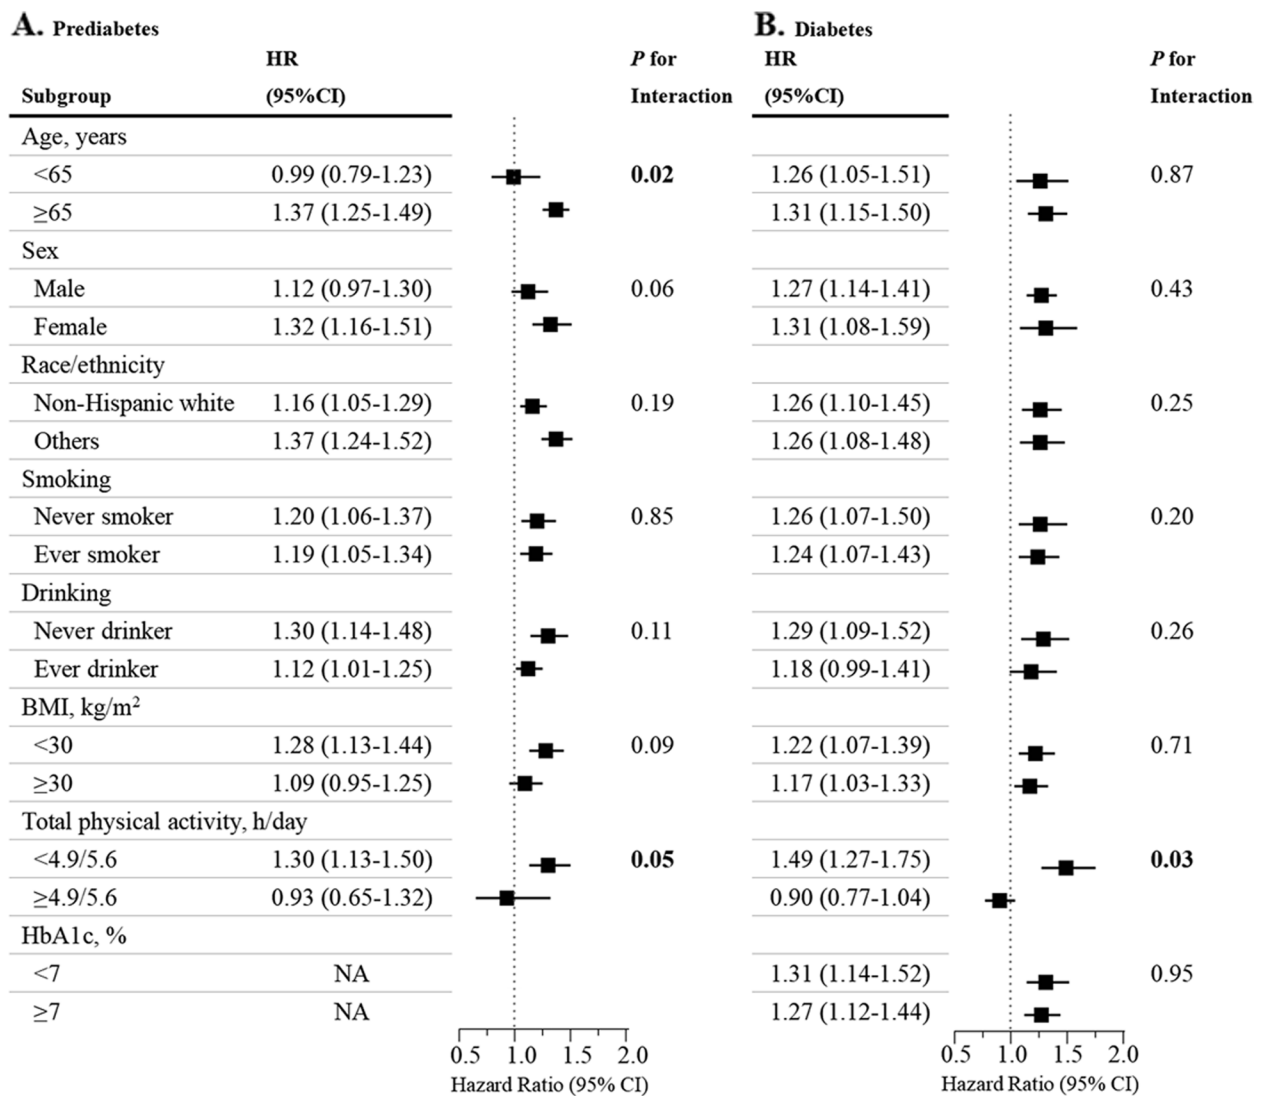 A. Prediabetes B. Diabetes
HR P for HR P for
Subgroup (95%CI) Interaction (95%CI) Interaction
Age, years
<65 0.99 (0.79-1.23) 0.02 1.26 (1.05-1.51) 0.87
≥65 1.37 (1.25-1.49) 1.31 (1.15-1.50)
Sex
Male 1.12 (0.97-1.30) 0.06 1.27 (1.14-1.41) 0.43
Female 1.32 (1.16-1.51) 1.31 (1.08-1.59)
Race/ethnicity
Non-Hispanic white 1.16 (1.05-1.29) 0.19 1.26 (1.10-1.45) 0.25
Others 1.37 (1.24-1.52) 1.26 (1.08-1.48)
Smoking
Never smoker 1.20 (1.06-1.37) 0.85 1.26 (1.07-1.50) 0.20
Ever smoker 1.19 (1.05-1.34) 1.24 (1.07-1.43)
Drinking
Never drinker 1.30 (1.14-1.48) 0.11 1.29 (1.09-1.52) 0.26
Ever drinker 1.12 (1.01-1.25) 1.18 (0.99-1.41)
BMI, kg/m²
<30 1.28 (1.13-1.44) 0.09 1.22 (1.07-1.39) 0.71
≥30 1.09 (0.95-1.25) 1.17 (1.03-1.33)
Total physical activity, h/day
<4.9/5.6 1.30 (1.13-1.50) 0.05 1.49 (1.27-1.75) 0.03
≥4.9/5.6 0.93 (0.65-1.32) 0.90 (0.77-1.04)
HbA1c, %
<7 NA 1.31 (1.14-1.52) 0.95
≥7 NA 1.27 (1.12-1.44)
0.5 1.0 1.5 2.0 0.5 1.0 1.5 2.0
Hazard Ratio (95% CI) Hazard Ratio (95% CI)